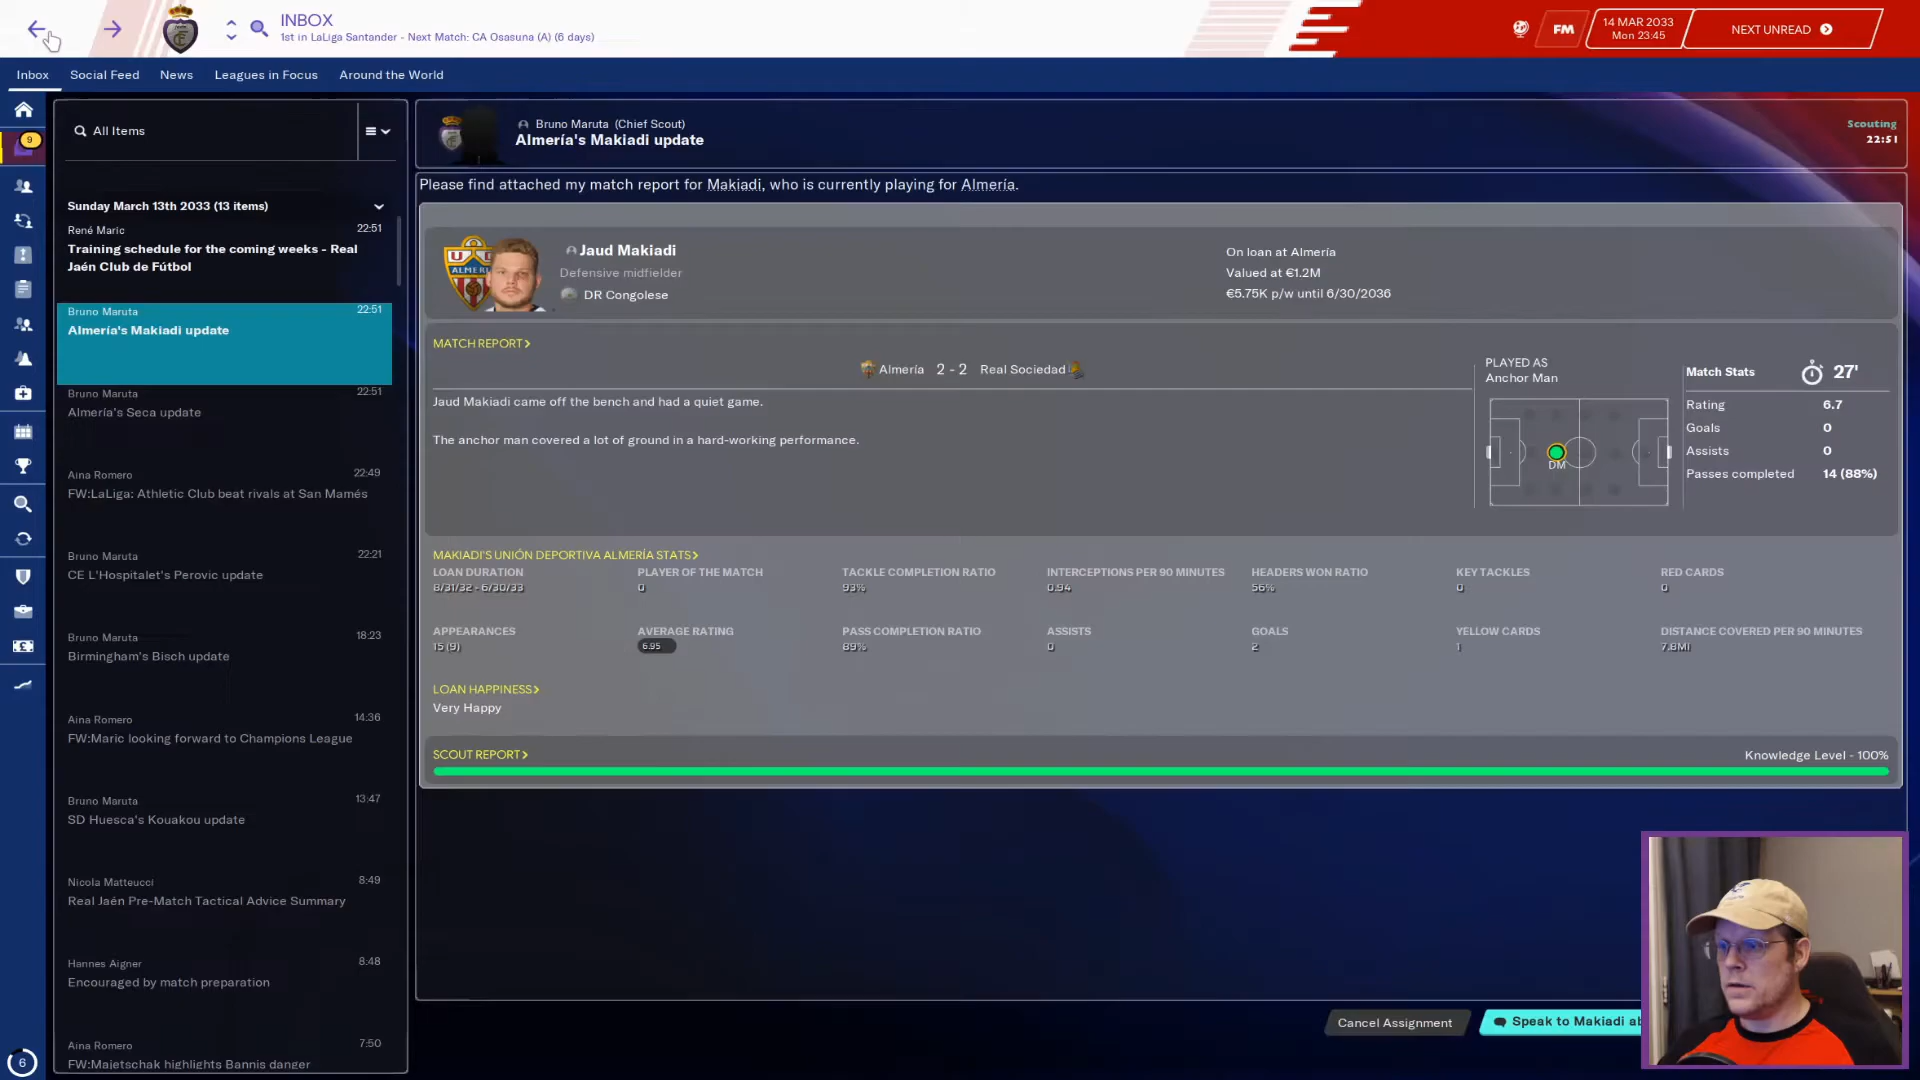 INBOX
1st in LaLiga Santander - Next Match: CA Osasuna (A) (6 days)
FM
14 MAR 2033
Mon 23:45
NEXT UNREAD
Inbox
Social Feed
News
Leagues in Focus
Around the World
9
All Items
Sunday March 13th 2033 (13 items)
René Maric 22:51
Training schedule for the coming weeks - Real
Jaén Club de Fútbol
Bruno Maruta 22:51
Almería's Makiadi update
Bruno Maruta 22:51
Almería's Seca update
Aina Romero 22:49
FW:LaLiga: Athletic Club beat rivals at San Mamés
Bruno Maruta 22:21
CE L'Hospitalet's Perovic update
Bruno Maruta 18:23
Birmingham's Bisch update
Aina Romero 14:36
FW:Maric looking forward to Champions League
Bruno Maruta 13:47
SD Huesca's Kouakou update
Nicola Matteucci 8:49
Real Jaén Pre-Match Tactical Advice Summary
Hannes Aigner 8:48
Encouraged by match preparation
Aina Romero 7:50
FW:Majetschak highlights Bannis danger
6
Bruno Maruta (Chief Scout)
Almería's Makiadi update
Scouting
22:51
Please find attached my match report for Makiadi, who is currently playing for Almería.
Jaud Makiadi
Defensive midfielder
DR Congolese
On loan at Almería
Valued at €1.2M
€5.75K p/w until 6/30/2036
MATCH REPORT
Almería 2 - 2 Real Sociedad
Jaud Makiadi came off the bench and had a quiet game.
The anchor man covered a lot of ground in a hard-working performance.
PLAYED AS
Anchor Man
DM
Match Stats 27'
Rating 6.7
Goals 0
Assists 0
Passes completed 14 (88%)
MAKIADI'S UNIÓN DEPORTIVA ALMERÍA STATS
LOAN DURATION PLAYER OF THE MATCH TACKLE COMPLETION RATIO INTERCEPTIONS PER 90 MINUTES HEADERS WON RATIO KEY TACKLES RED CARDS
8/31/32 - 6/30/33 0 93% 0.94 56% 0 0
APPEARANCES AVERAGE RATING PASS COMPLETION RATIO ASSISTS GOALS YELLOW CARDS DISTANCE COVERED PER 90 MINUTES
15 (9) 6.95 89% 0 2 1 7.8MI
LOAN HAPPINESS
Very Happy
SCOUT REPORT
Knowledge Level - 100%
Cancel Assignment
Speak to Makiadi ab